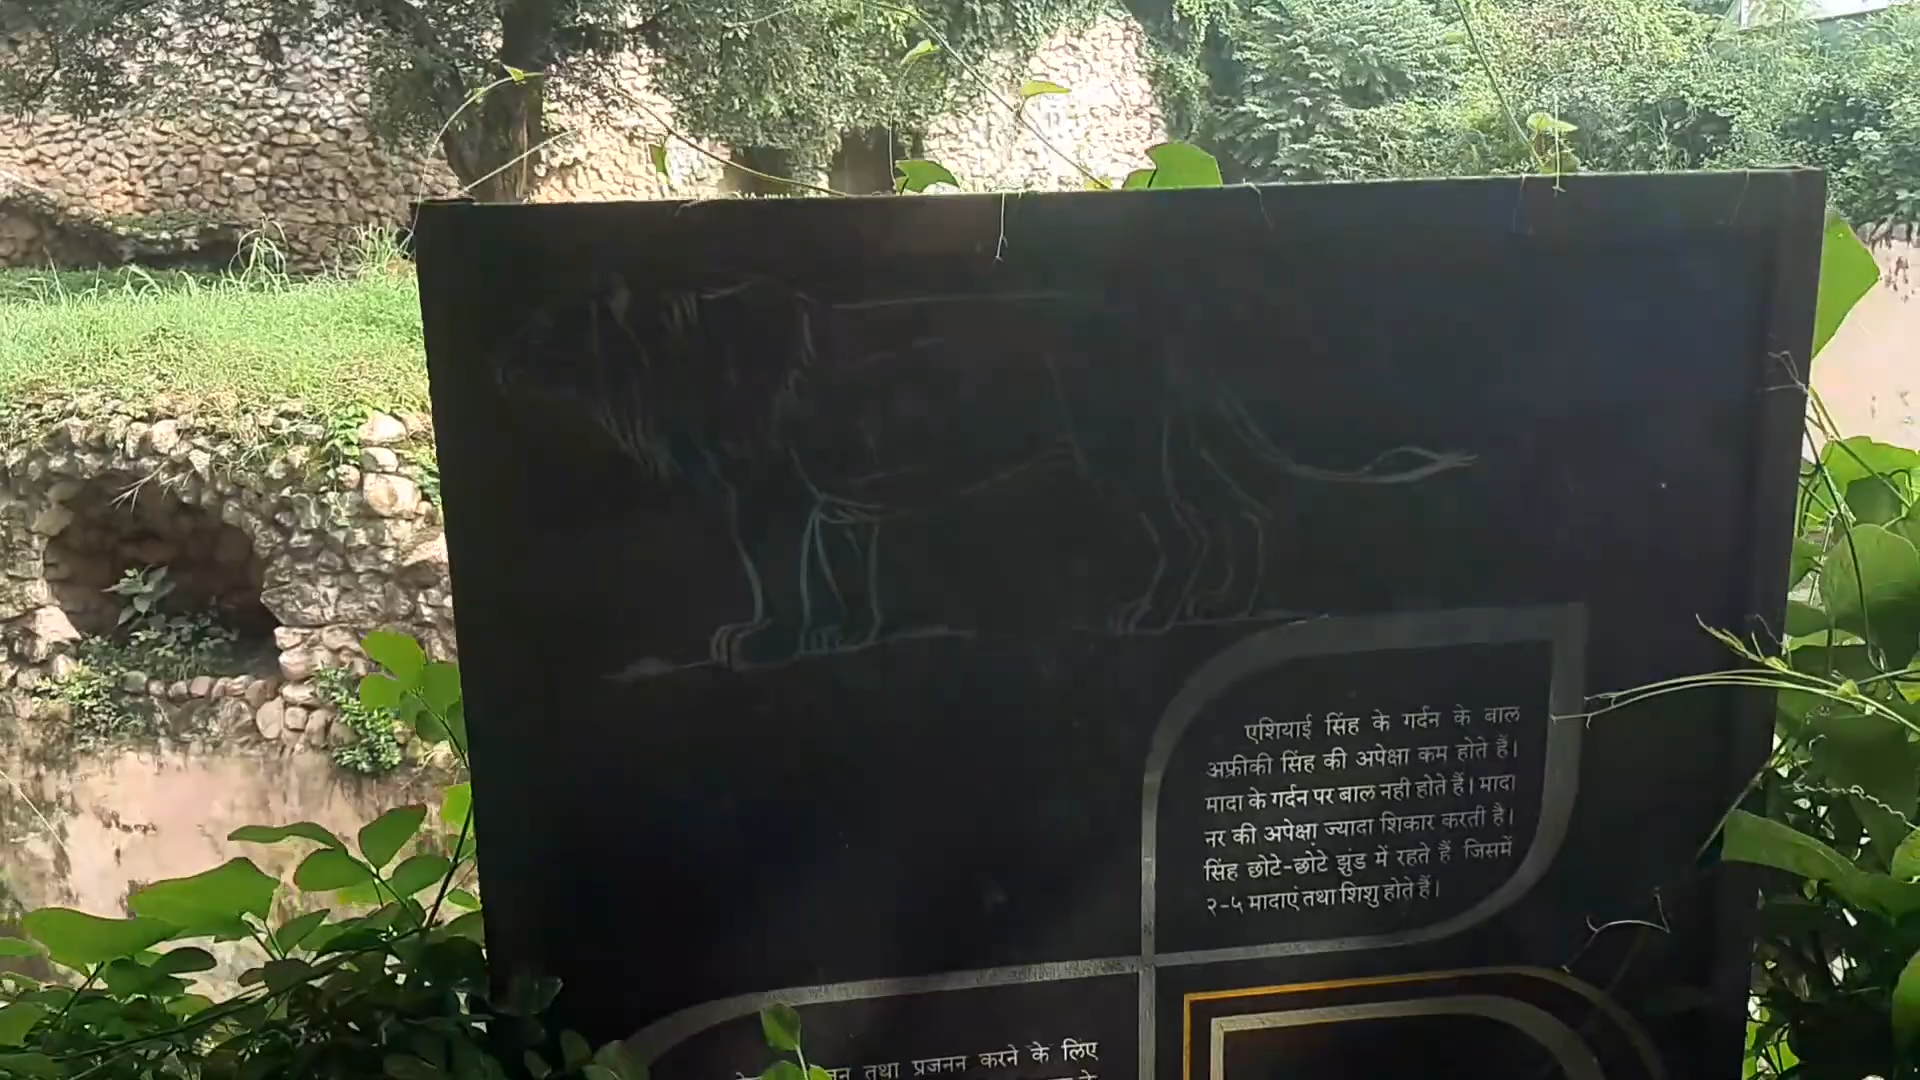 एशियाई सिंह के गर्दन के बाल
अफ्रीकी सिंह की अपेक्षा कम होते हैं।
मादा के गर्दन पर बाल नही होते हैं। मादा
नर की अपेक्षा ज्यादा शिकार करती है।
सिंह छोटे-छोटे झुंड में रहते हैं जिसमें
२-५ मादाएं तथा शिशु होते हैं।
तथा प्रजनन करने के लिए